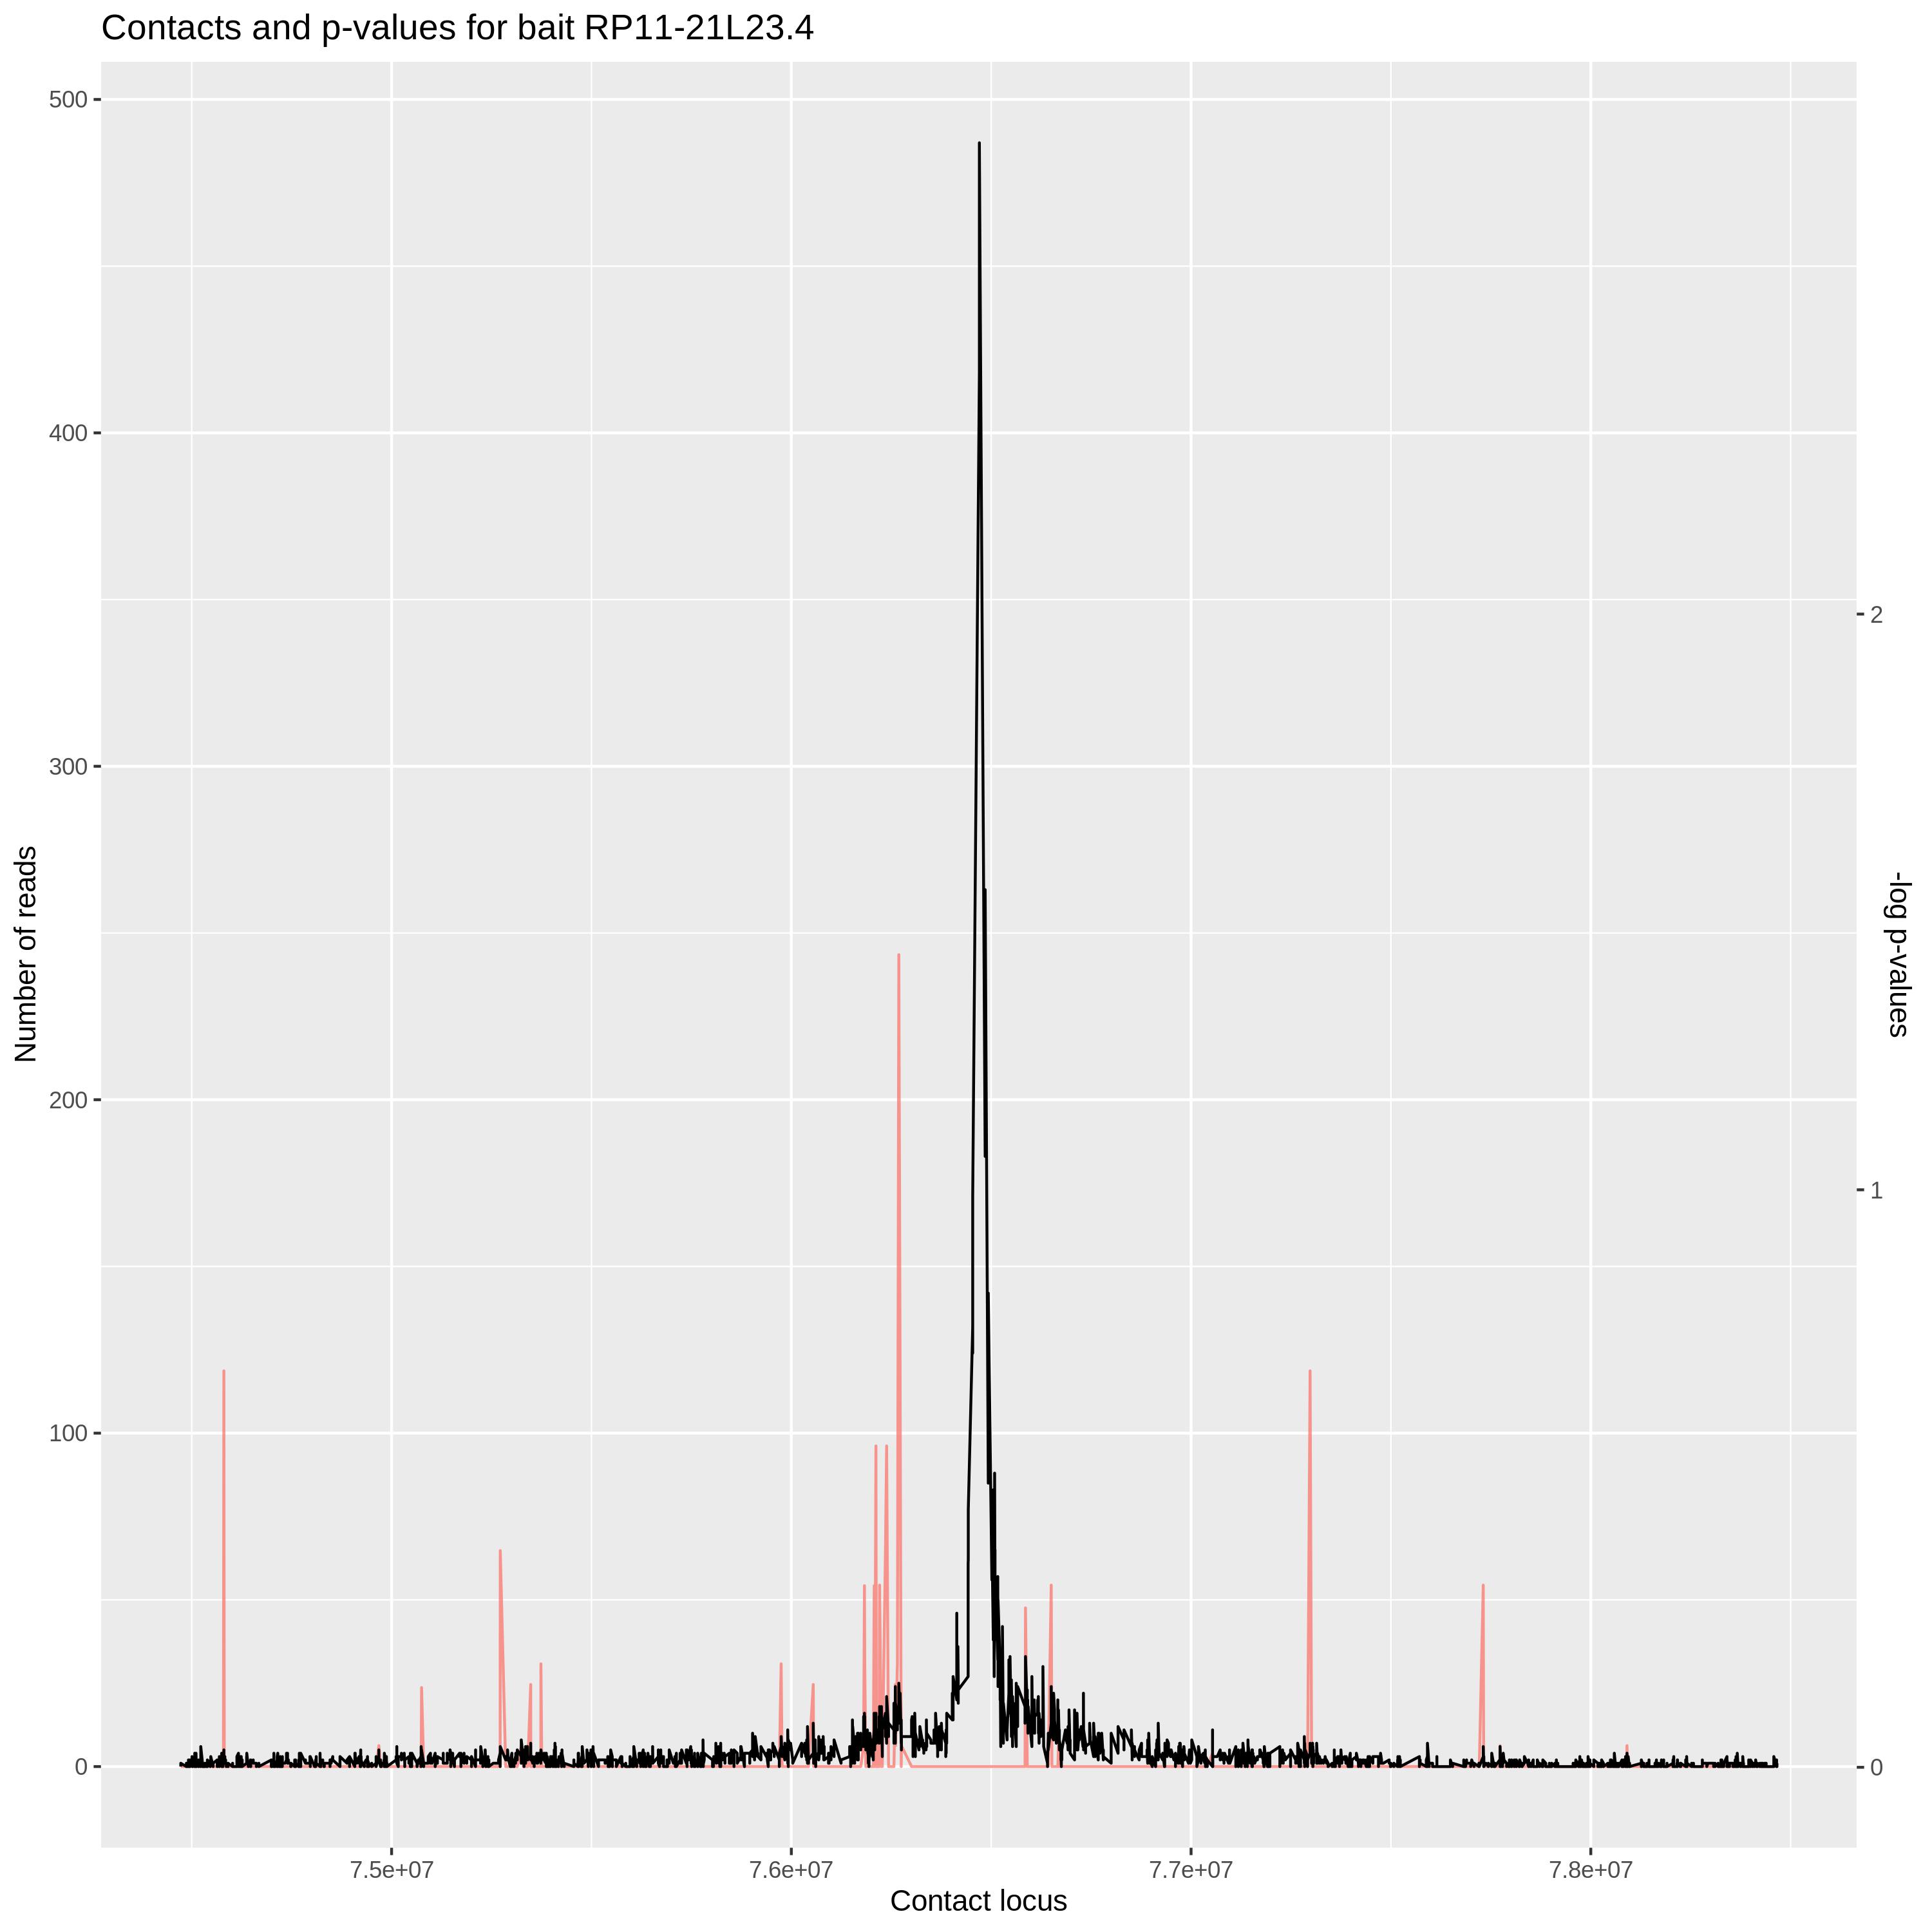 Contacts and p-values for bait RP11-21L23.4
500
400
300
200
100
0
Number of reads
2
1
0
-log p-values
7.5e+07
7.6e+07
7.7e+07
7.8e+07
Contact locus